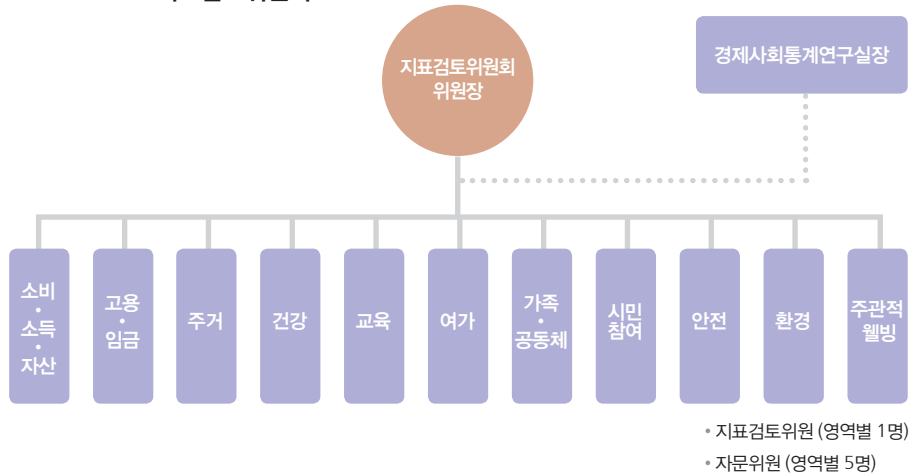 지표검토위원회
위원장
경제사회통계연구실장
소비
·
소득
·
자산
고용
·
임금
주거
건강
교육
여가
가족
·
공동체
시민
참여
안전
환경
주관적
웰빙
• 지표검토위원 (영역별 1명)
• 자문위원 (영역별 5명)